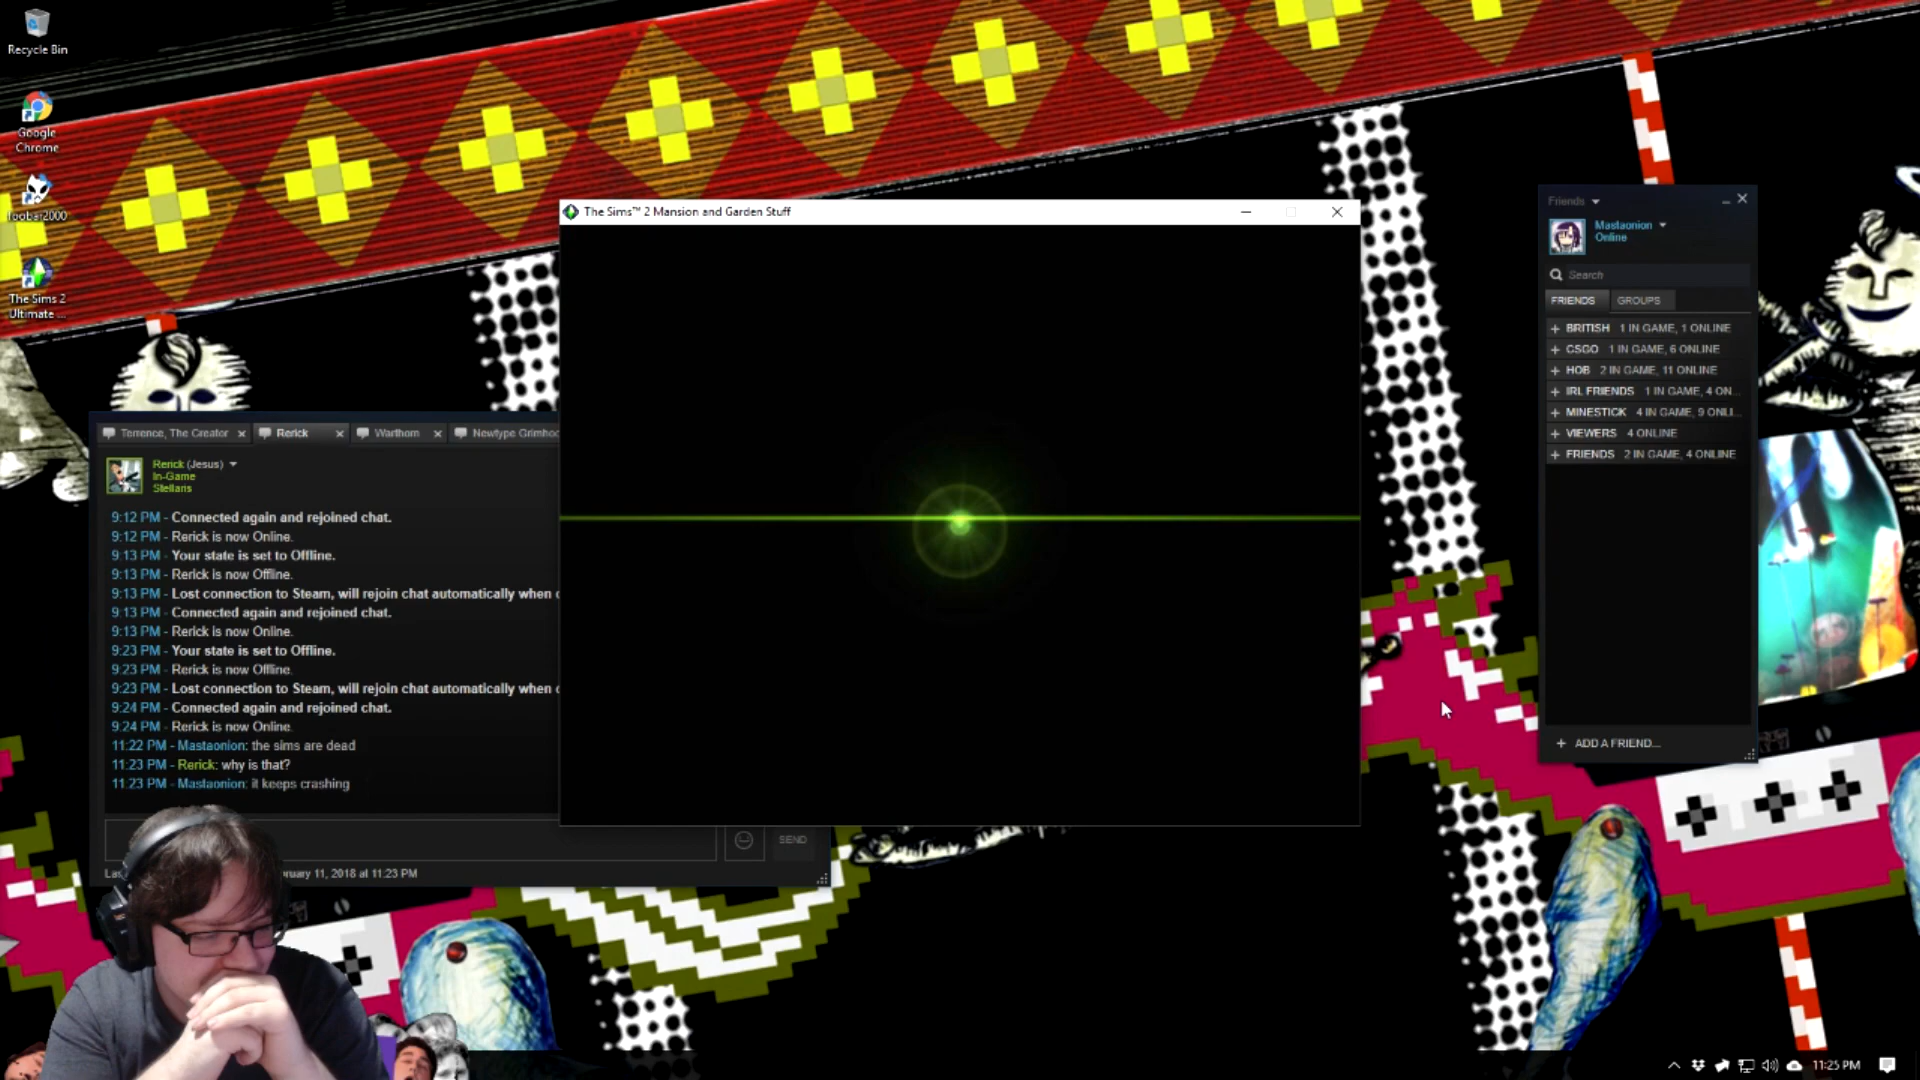 Recycle Bin
Google
Chrome
foobar2000
The Sims 2
Ultimate ...
The Sims™ 2 Mansion and Garden Stuff
Terrence, The Creator
Rerick
Warthorn
Newtype Grimhoo
Rerick (Jesus)
In-Game
Stellaris
9:12 PM - Connected again and rejoined chat.
9:12 PM - Rerick is now Online.
9:13 PM - Your state is set to Offline.
9:13 PM - Rerick is now Offline.
9:13 PM - Lost connection to Steam, will rejoin chat automatically when
9:13 PM - Connected again and rejoined chat.
9:13 PM - Rerick is now Online.
9:23 PM - Your state is set to Offline.
9:23 PM - Rerick is now Offline.
9:23 PM - Lost connection to Steam, will rejoin chat automatically when
9:24 PM - Connected again and rejoined chat.
9:24 PM - Rerick is now Online.
11:22 PM - Mastaonion: the sims are dead
11:23 PM - Rerick: why is that?
11:23 PM - Mastaonion: it keeps crashing
SEND
11, 2018 at 11:23 PM
Friends
Mastaonion
Online
Search
FRIENDS
GROUPS
+ BRITISH 1 IN GAME, 1 ONLINE
+ CSGO 1 IN GAME, 6 ONLINE
+ HOB 2 IN GAME, 11 ONLINE
+ IRL FRIENDS 1 IN GAME, 4 ON...
+ MINESTICK 4 IN GAME, 9 ONLI...
+ VIEWERS 4 ONLINE
+ FRIENDS 2 IN GAME, 4 ONLINE
+ ADD A FRIEND...
11:25 PM